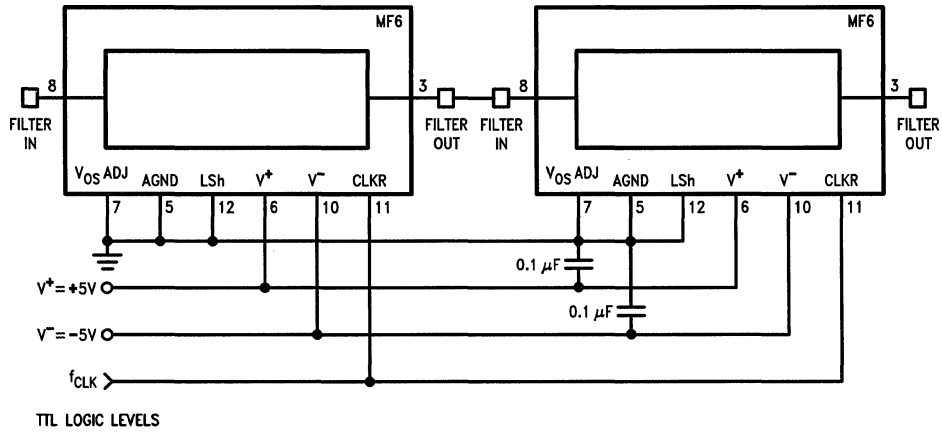 MF6
MF6
8
3
8
3
FILTER IN
FILTER OUT
FILTER IN
FILTER OUT
VOS ADJ
AGND
LSh
V+
V−
CLKR
VOS ADJ
AGND
LSh
V+
V−
CLKR
7
5
12
6
10
11
7
5
12
6
10
11
0.1 μF
V+=+5V
0.1 μF
V−=−5V
fCLK
TTL LOGIC LEVELS